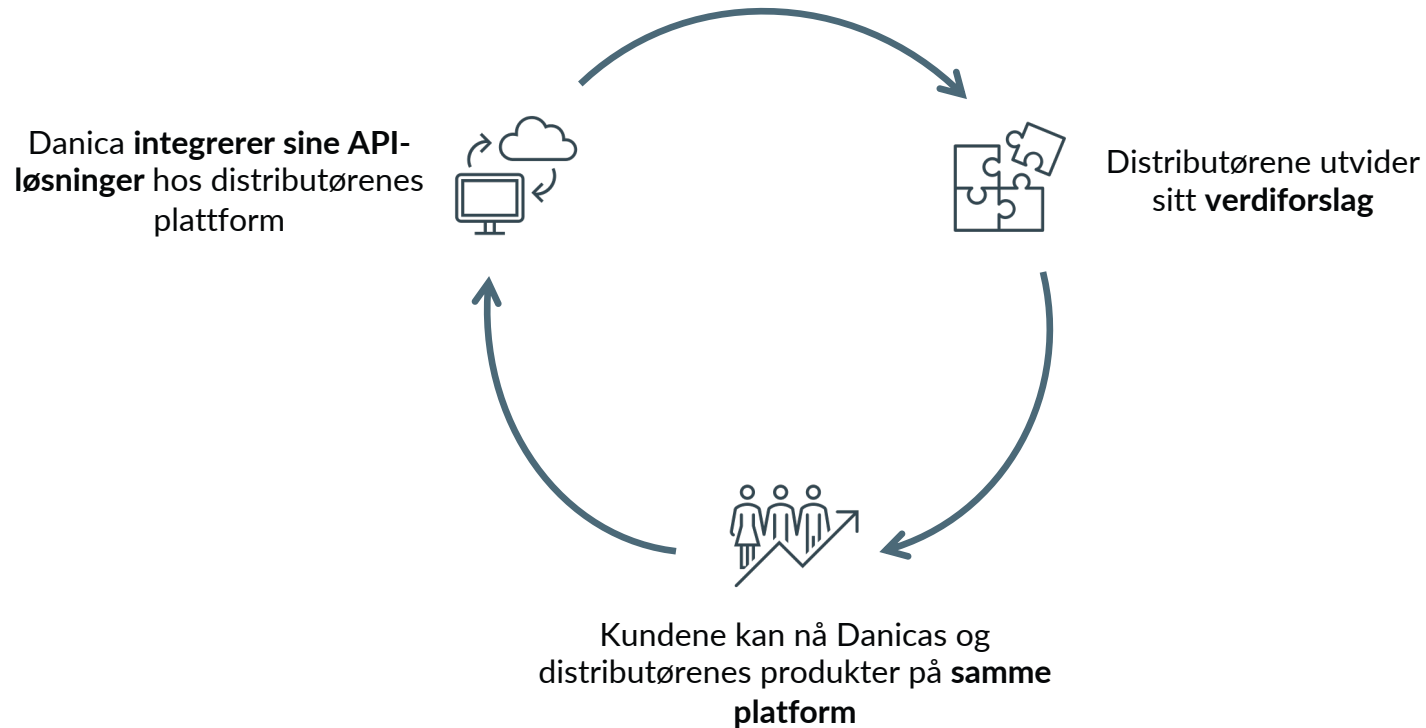 Danica integrerer sine API-
løsninger hos distributørenes
plattform
Distributørene utvider
sitt verdiforslag
Kundene kan nå Danicas og
distributørenes produkter på samme
platform